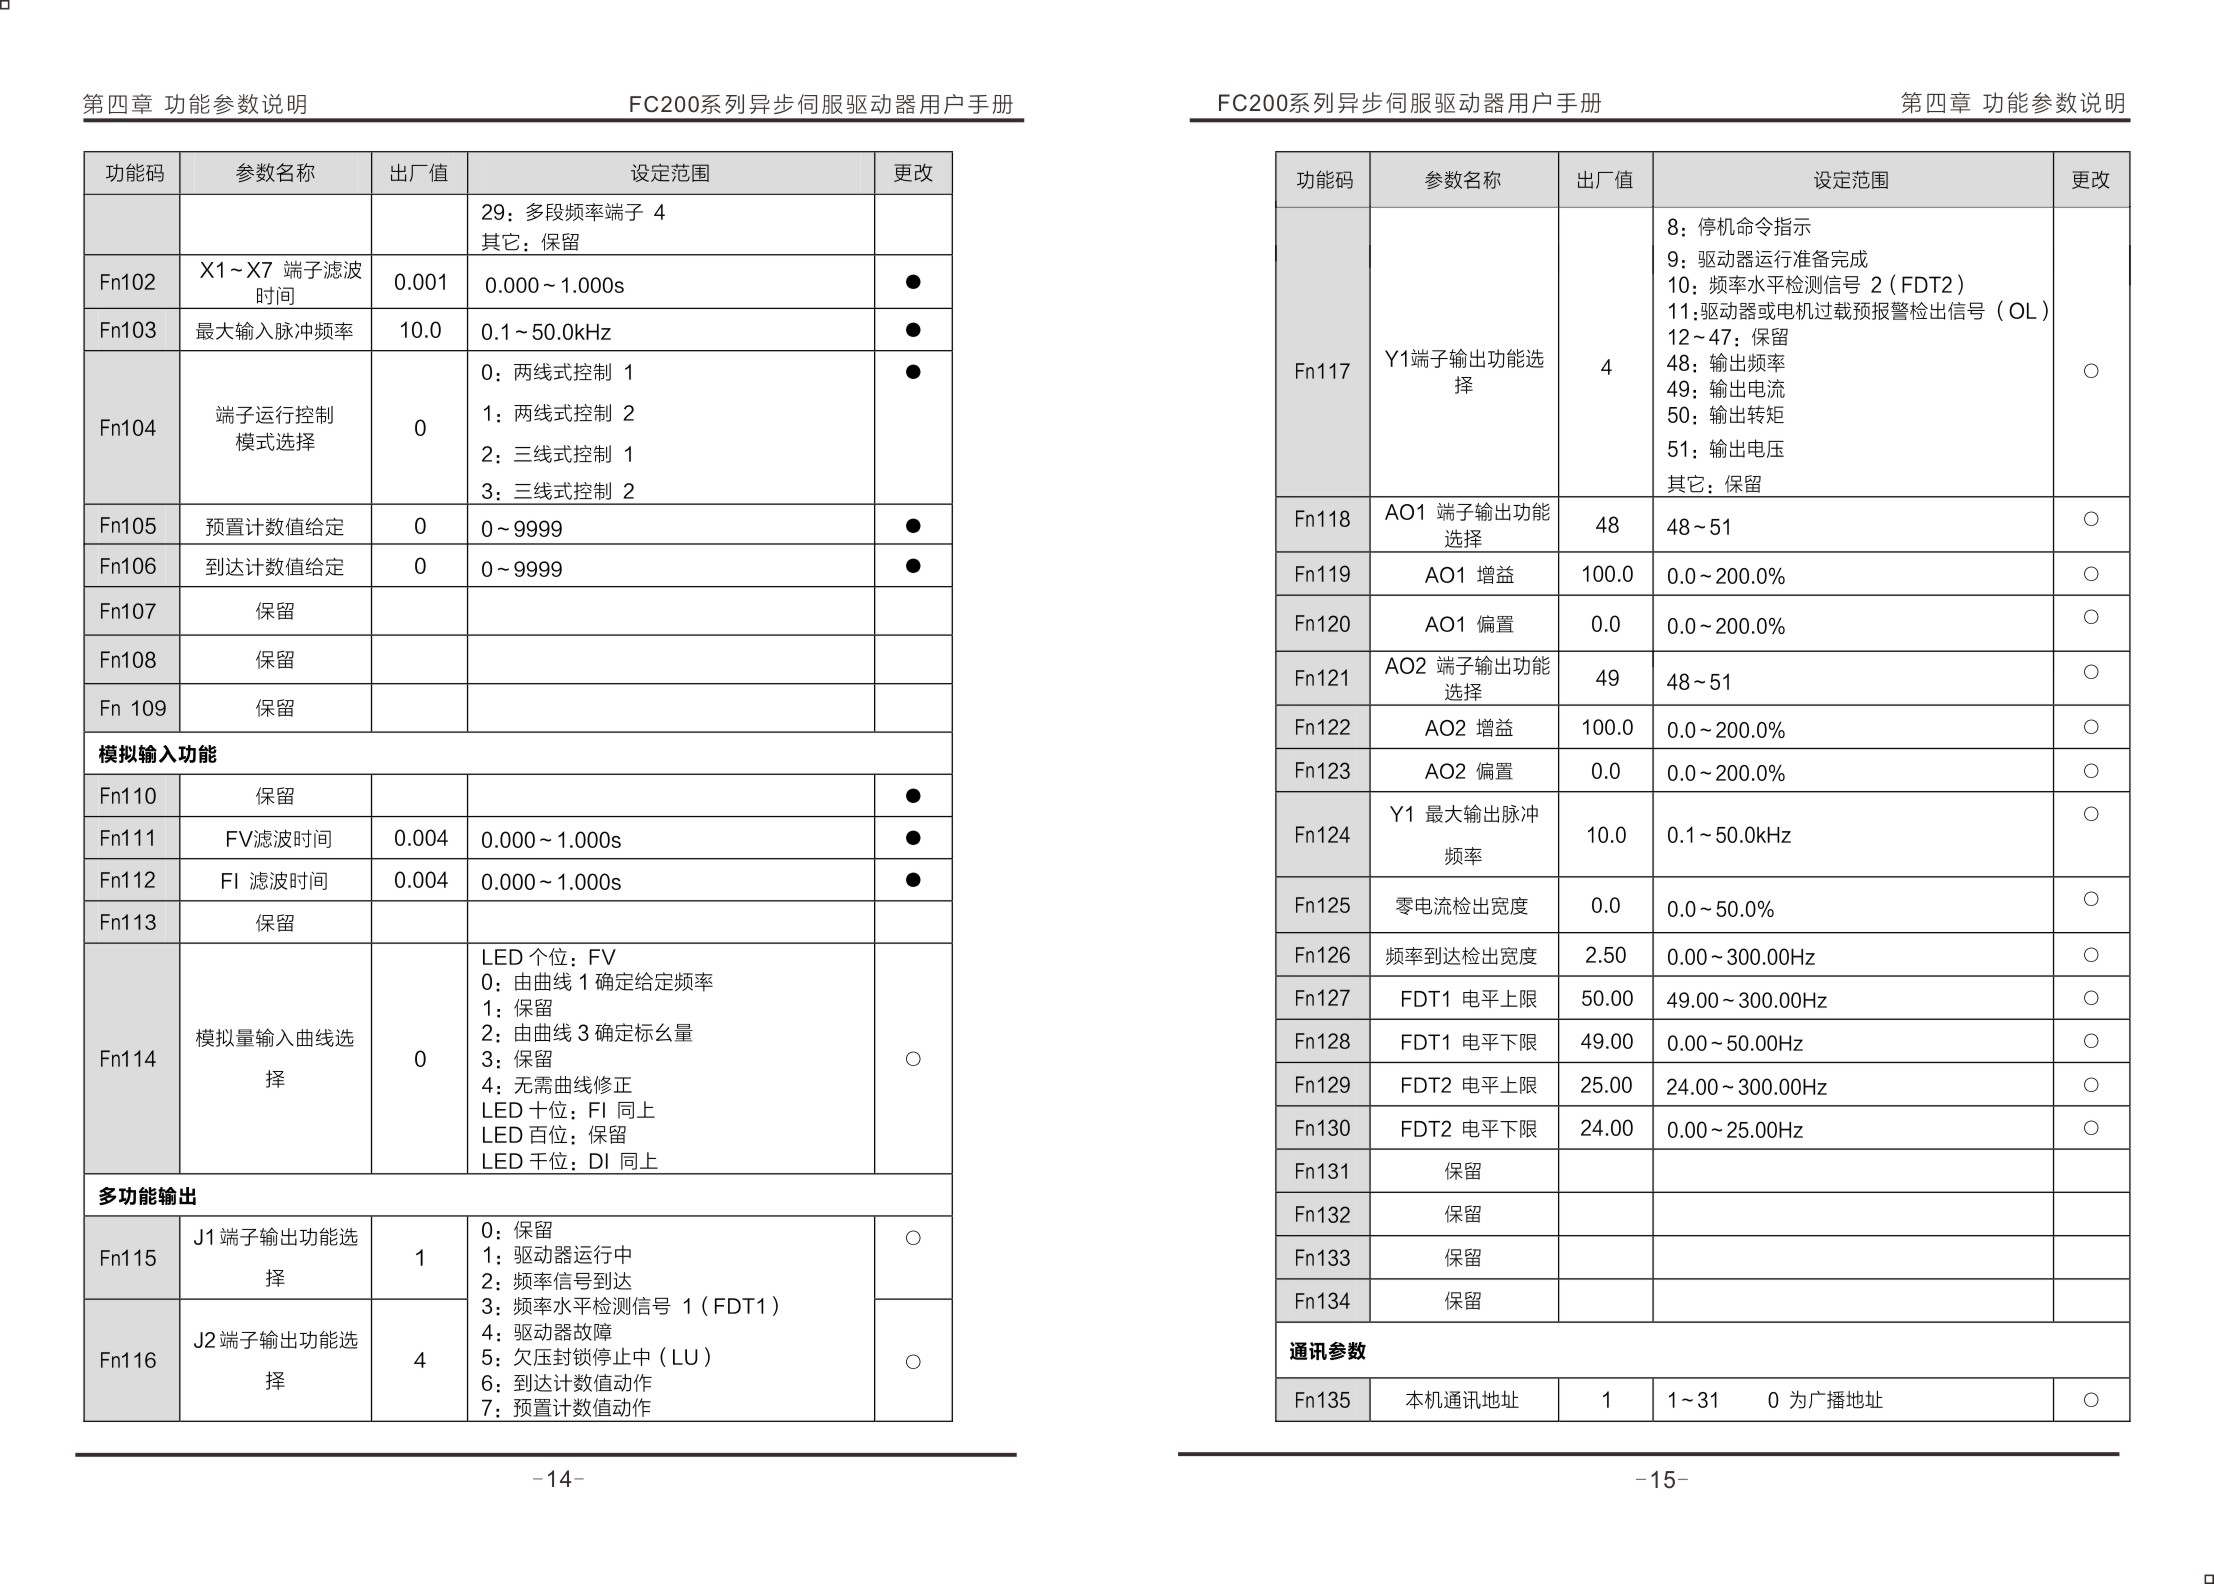 第四章 功能参数说明 FC200系列异步伺服驱动器用户手册
功能码 参数名称 出厂值 设定范围 更改
29：多段频率端子 4
其它：保留
Fn102 X1~X7 端子滤波时间 0.001 0.000~1.000s ●
Fn103 最大输入脉冲频率 10.0 0.1~50.0kHz ●
Fn104 端子运行控制模式选择 0 0：两线式控制 1 ●
1：两线式控制 2
2：三线式控制 1
3：三线式控制 2
Fn105 预置计数值给定 0 0~9999 ●
Fn106 到达计数值给定 0 0~9999 ●
Fn107 保留
Fn108 保留
Fn 109 保留
模拟输入功能
Fn110 保留 ●
Fn111 FV滤波时间 0.004 0.000~1.000s ●
Fn112 FI 滤波时间 0.004 0.000~1.000s ●
Fn113 保留
Fn114 模拟量输入曲线选择 0 LED 个位：FV ○
0：由曲线 1 确定给定频率
1：保留
2：由曲线 3 确定标幺量
3：保留
4：无需曲线修正
LED 十位：FI 同上
LED 百位：保留
LED 千位：DI 同上
多功能输出
Fn115 J1端子输出功能选择 1 ○
Fn116 J2端子输出功能选择 4 ○
0：保留
1：驱动器运行中
2：频率信号到达
3：频率水平检测信号 1（FDT1）
4：驱动器故障
5：欠压封锁停止中（LU）
6：到达计数值动作
7：预置计数值动作
-14-
FC200系列异步伺服驱动器用户手册 第四章 功能参数说明
功能码 参数名称 出厂值 设定范围 更改
Fn117 Y1端子输出功能选择 4 ○
8：停机命令指示
9：驱动器运行准备完成
10：频率水平检测信号 2（FDT2）
11:驱动器或电机过载预报警检出信号（OL）
12~47：保留
48：输出频率
49：输出电流
50：输出转矩
51：输出电压
其它：保留
Fn118 AO1 端子输出功能选择 48 48~51 ○
Fn119 AO1 增益 100.0 0.0~200.0% ○
Fn120 AO1 偏置 0.0 0.0~200.0% ○
Fn121 AO2 端子输出功能选择 49 48~51 ○
Fn122 AO2 增益 100.0 0.0~200.0% ○
Fn123 AO2 偏置 0.0 0.0~200.0% ○
Fn124 Y1 最大输出脉冲频率 10.0 0.1~50.0kHz ○
Fn125 零电流检出宽度 0.0 0.0~50.0% ○
Fn126 频率到达检出宽度 2.50 0.00~300.00Hz ○
Fn127 FDT1 电平上限 50.00 49.00~300.00Hz ○
Fn128 FDT1 电平下限 49.00 0.00~50.00Hz ○
Fn129 FDT2 电平上限 25.00 24.00~300.00Hz ○
Fn130 FDT2 电平下限 24.00 0.00~25.00Hz ○
Fn131 保留
Fn132 保留
Fn133 保留
Fn134 保留
通讯参数
Fn135 本机通讯地址 1 1~31 0 为广播地址 ○
-15-